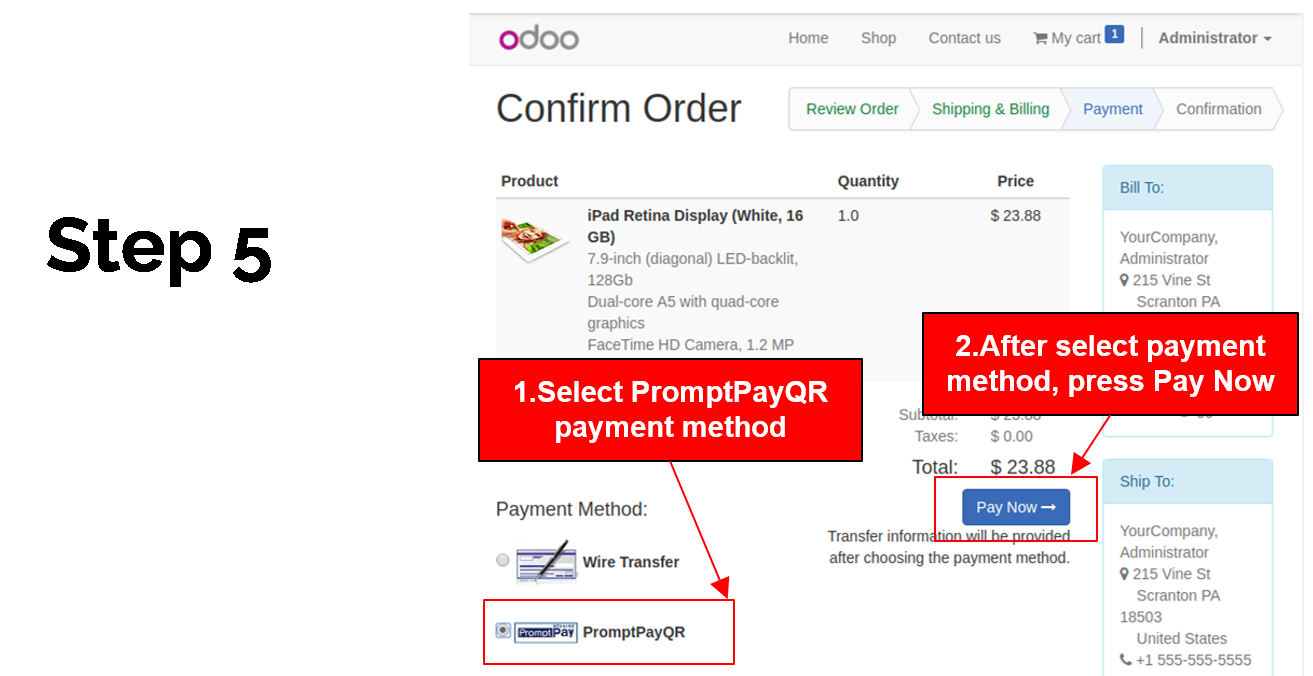 Step 5
odoo
Home Shop Contact us My cart 1 Administrator
Confirm Order
Review Order Shipping & Billing Payment Confirmation
Product Quantity Price
iPad Retina Display (White, 16 1.0 $ 23.88
GB)
7.9-inch (diagonal) LED-backlit,
128Gb
Dual-core A5 with quad-core
graphics
FaceTime HD Camera, 1.2 MP
1.Select PromptPayQR
payment method
2.After select payment
method, press Pay Now
Subtotal:
Taxes: $ 0.00
Total: $ 23.88
Pay Now
Transfer information will be provided
after choosing the payment method.
Payment Method:
Wire Transfer
PromptPay PromptPayQR
Bill To:
YourCompany,
Administrator
215 Vine St
Scranton PA
Ship To:
YourCompany,
Administrator
215 Vine St
Scranton PA
18503
United States
+1 555-555-5555